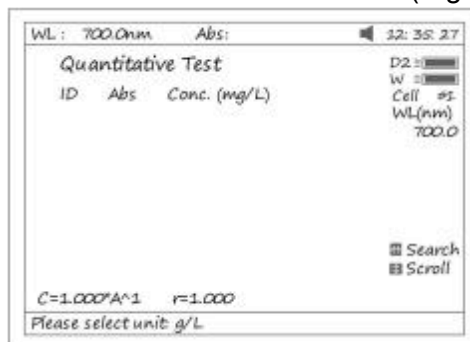 WL: 700.0nm Abs: 12: 35: 27
Quantitative Test
ID Abs Conc. (mg/L)
D2
W
Cell #1
WL(nm)
700.0
Search
Scroll
C=1.000*A^1 r=1.000
Please select unit: g/L